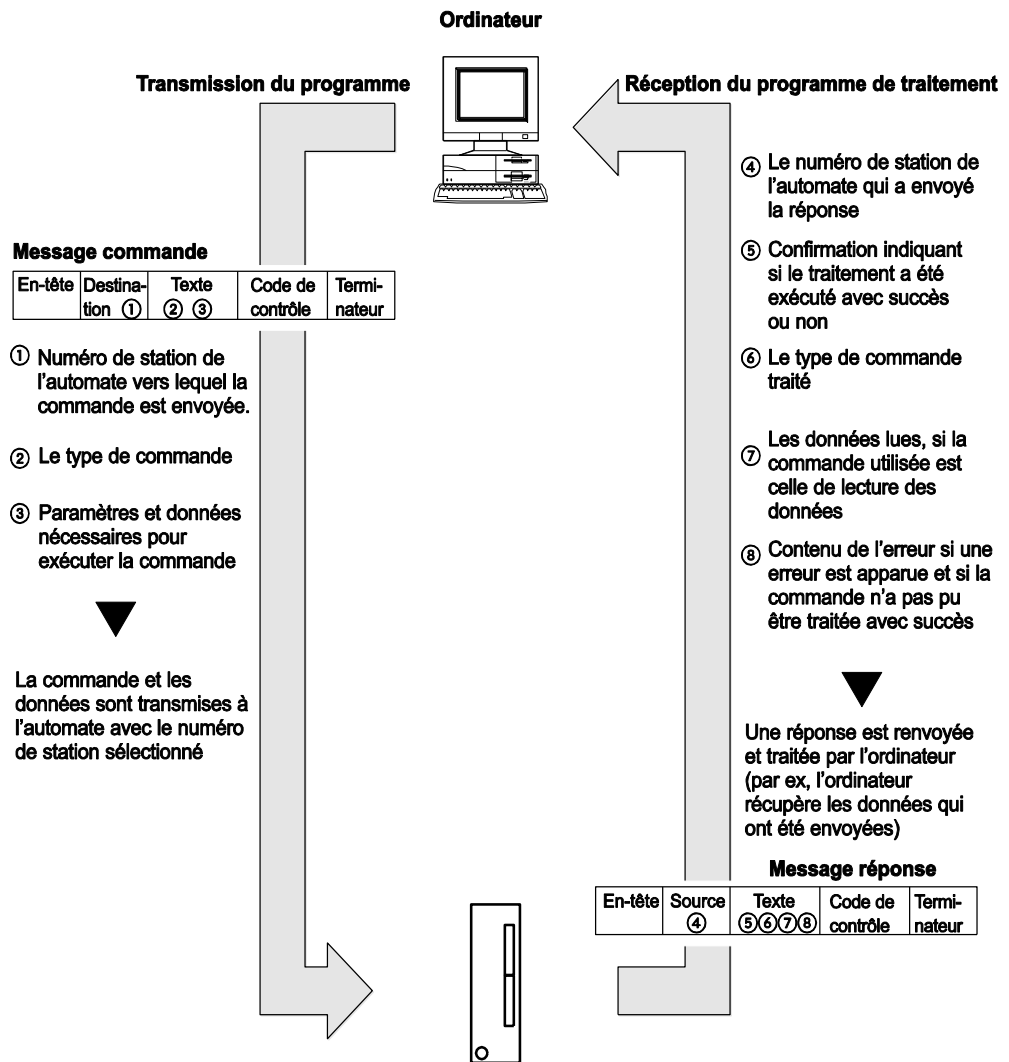 Ordinateur
Transmission du programme
Réception du programme de traitement
Message commande
En-tête Destina- Texte Code de Termi-
tion ① ② ③ contrôle nateur
① Numéro de station de
l'automate vers lequel la
commande est envoyée.
② Le type de commande
③ Paramètres et données
nécessaires pour
exécuter la commande
La commande et les
données sont transmises à
l'automate avec le numéro
de station sélectionné
④ Le numéro de station de
l'automate qui a envoyé
la réponse
⑤ Confirmation indiquant
si le traitement a été
exécuté avec succès
ou non
⑥ Le type de commande
traité
⑦ Les données lues, si la
commande utilisée est
celle de lecture des
données
⑧ Contenu de l'erreur si une
erreur est apparue et si la
commande n'a pas pu
être traitée avec succès
Une réponse est renvoyée
et traitée par l'ordinateur
(par ex, l'ordinateur
récupère les données qui
ont été envoyées)
Message réponse
En-tête Source Texte Code de Termi-
④ ⑤⑥⑦⑧ contrôle nateur